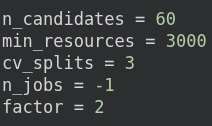 n_candidates = 60
min_resources = 3000
cv_splits = 3
n_jobs = -1
factor = 2